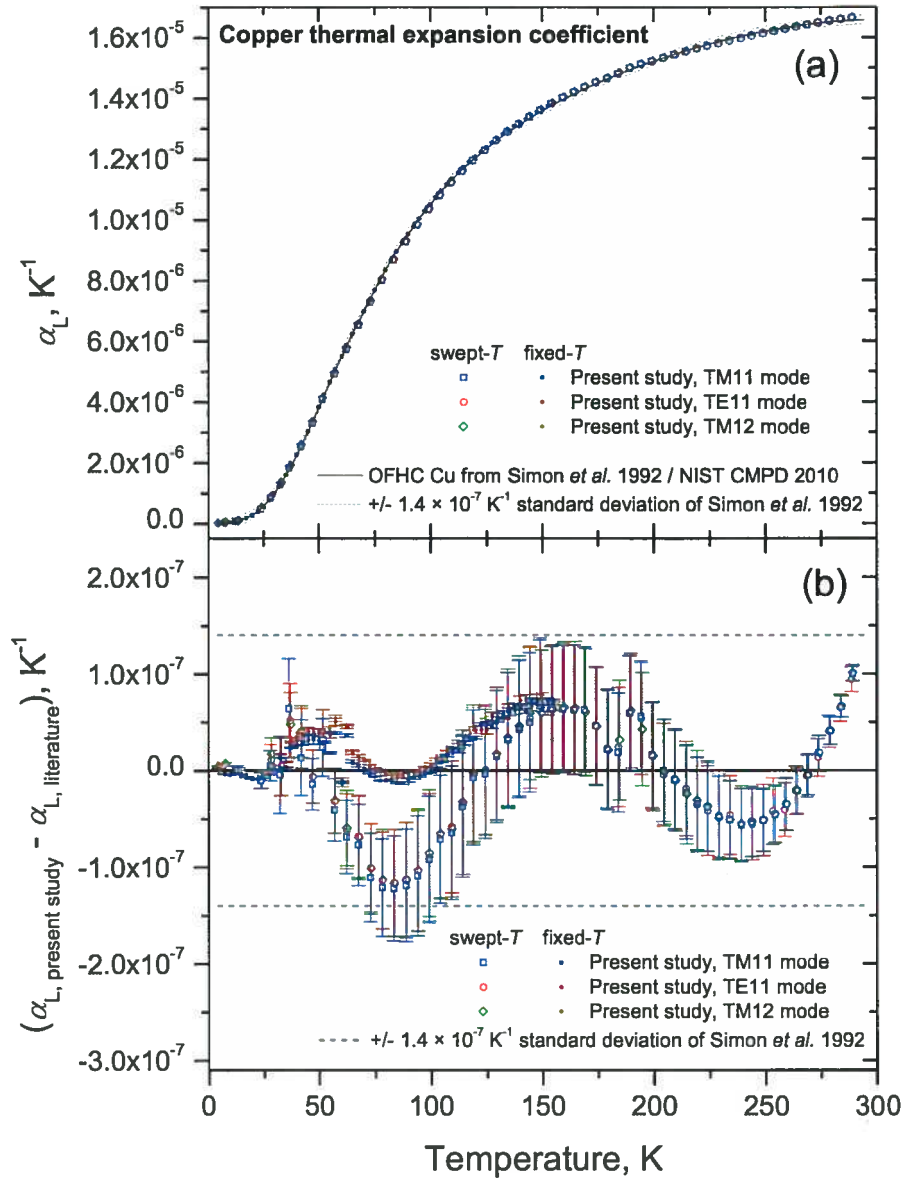 Copper thermal expansion coefficient
(a)
1.6x10-5
1.4x10-5
1.2x10-5
1.0x10-5
8.0x10-6
6.0x10-6
4.0x10-6
2.0x10-6
0.0
αL, K-1
swept-T fixed-T
Present study, TM11 mode
Present study, TE11 mode
Present study, TM12 mode
OFHC Cu from Simon et al. 1992 / NIST CMPD 2010
+/- 1.4 × 10-7 K-1 standard deviation of Simon et al. 1992
(b)
2.0x10-7
1.0x10-7
0.0
-1.0x10-7
-2.0x10-7
-3.0x10-7
(αL, present study - αL, literature), K-1
swept-T fixed-T
Present study, TM11 mode
Present study, TE11 mode
Present study, TM12 mode
+/- 1.4 × 10-7 K-1 standard deviation of Simon et al. 1992
0 50 100 150 200 250 300
Temperature, K